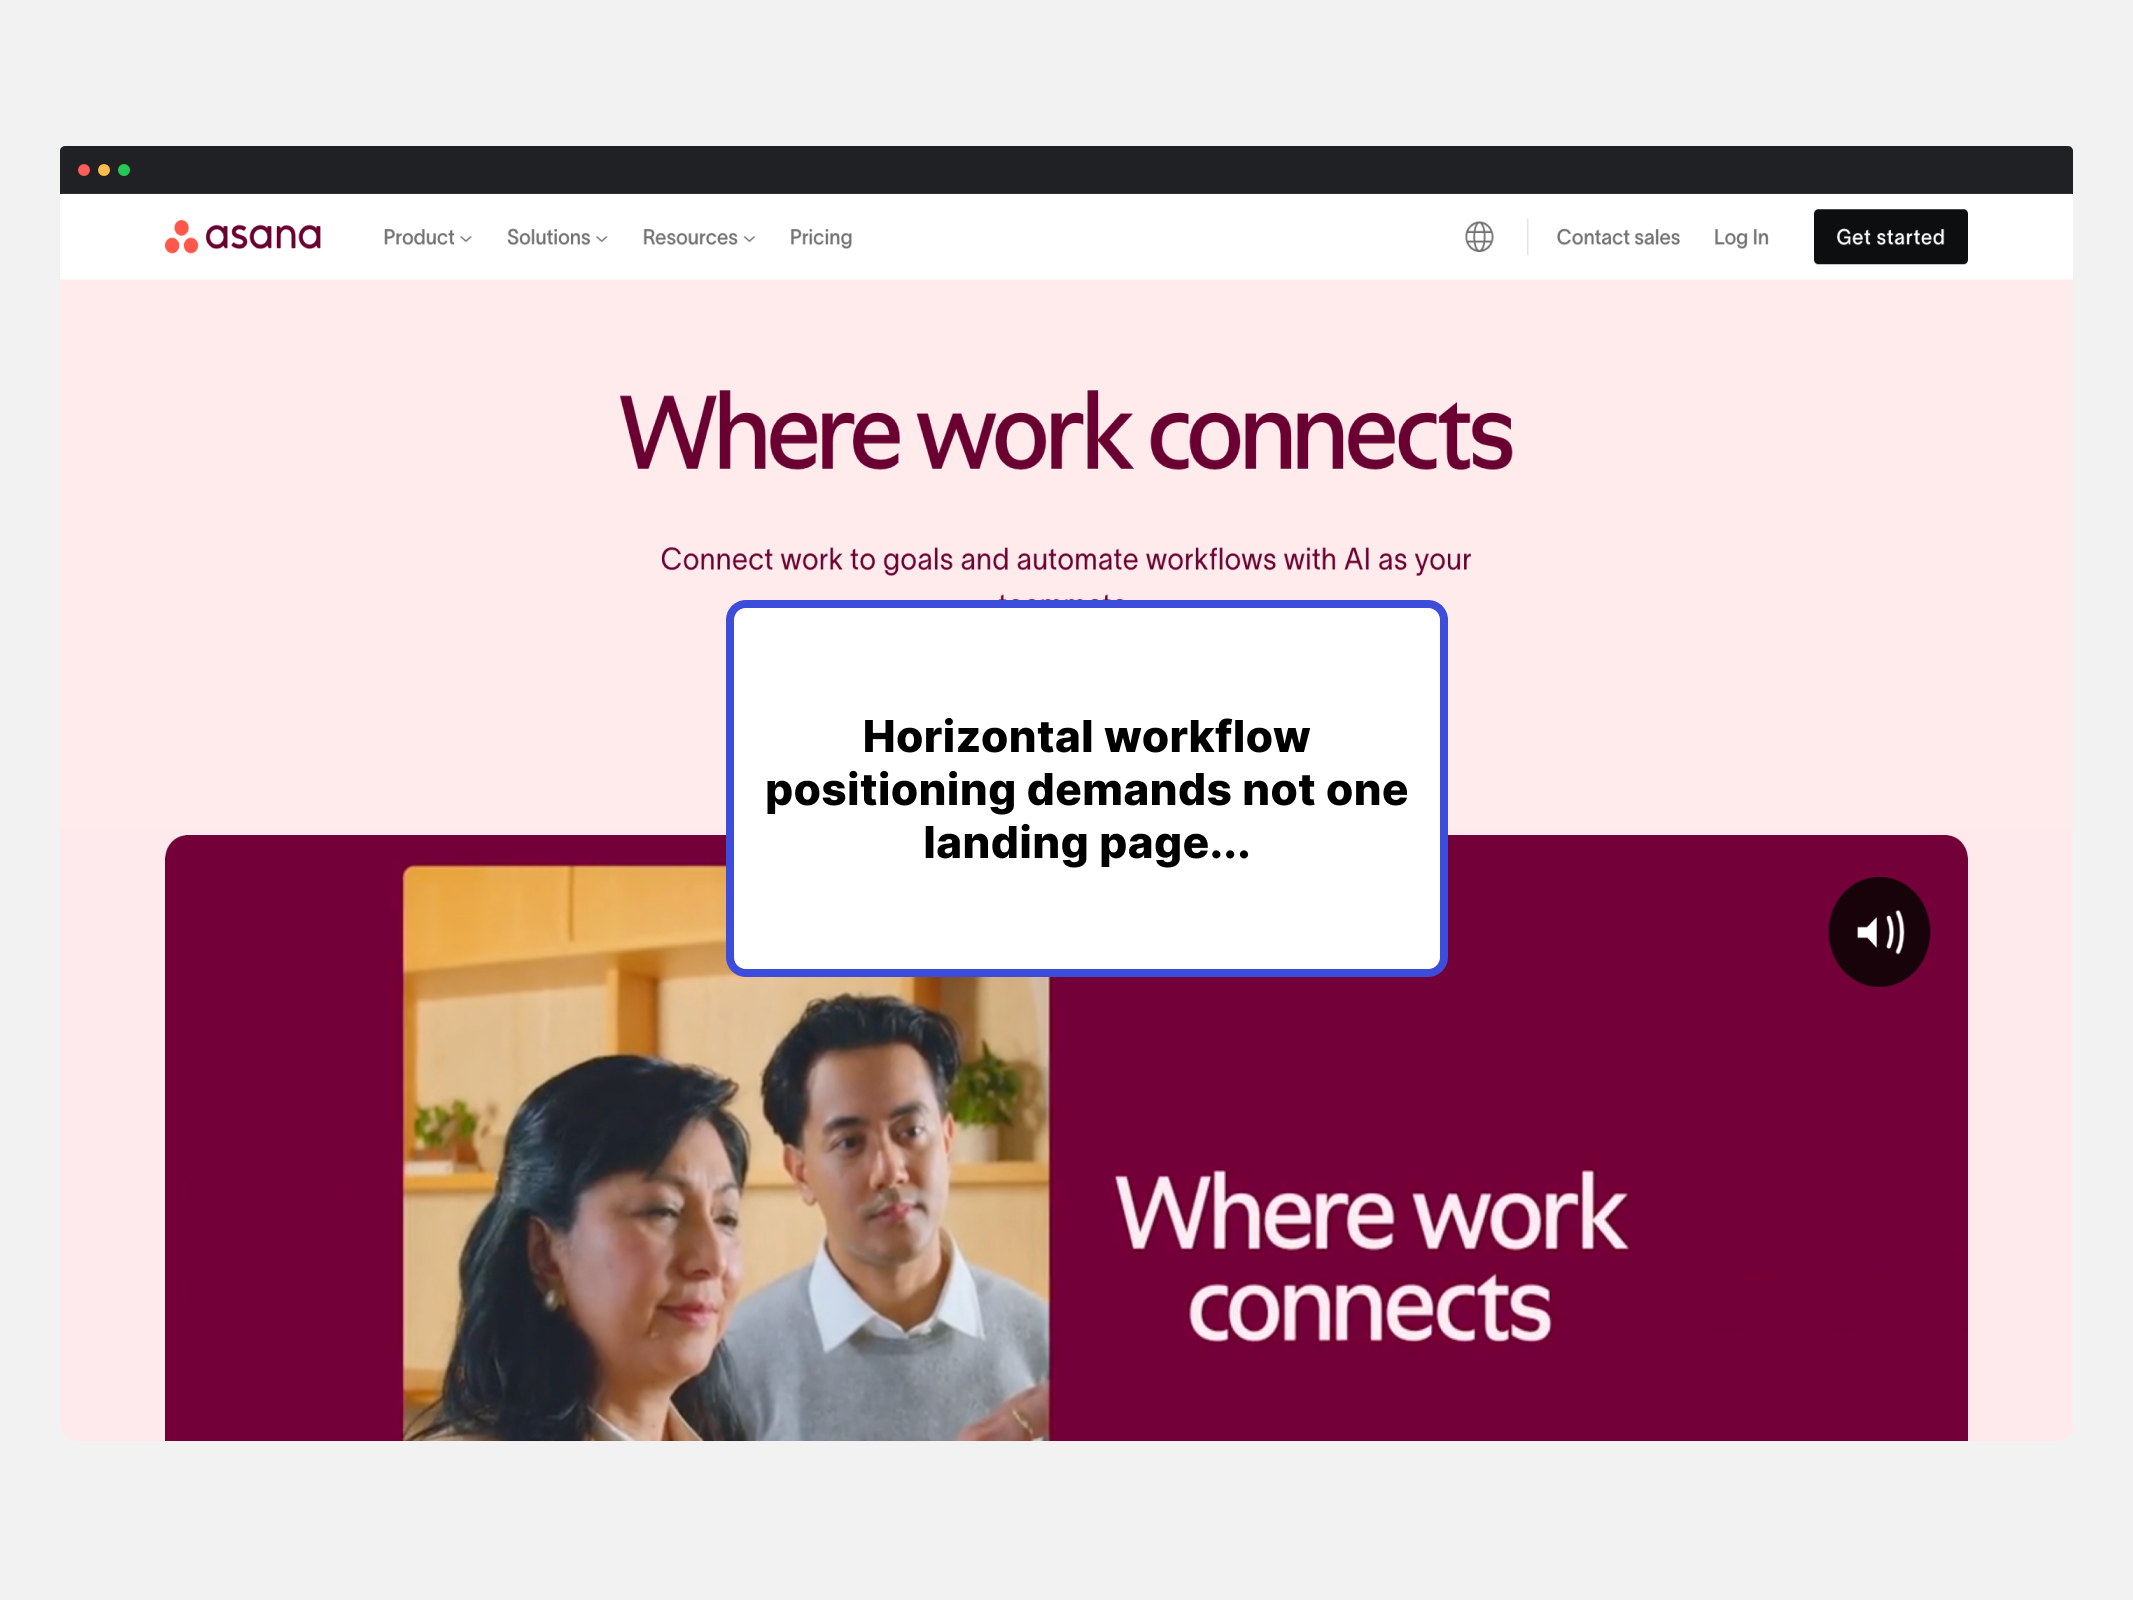 asana
Product
Solutions
Resources
Pricing
Contact sales
Log In
Get started
Where work connects
Connect work to goals and automate workflows with AI as your
Horizontal workflow
positioning demands not one
landing page...
Where work
connects